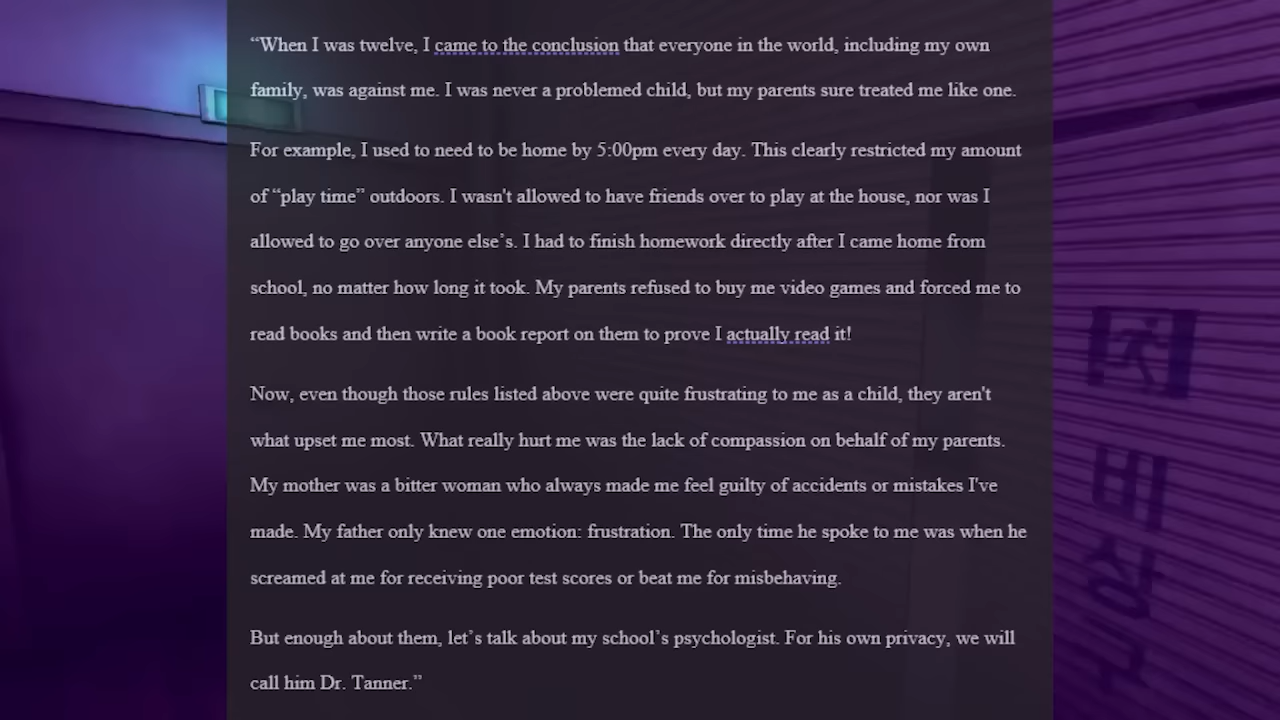 “When I was twelve, I came to the conclusion that everyone in the world, including my own
family, was against me. I was never a problemed child, but my parents sure treated me like one.
For example, I used to need to be home by 5:00pm every day. This clearly restricted my amount
of “play time” outdoors. I wasn't allowed to have friends over to play at the house, nor was I
allowed to go over anyone else’s. I had to finish homework directly after I came home from
school, no matter how long it took. My parents refused to buy me video games and forced me to
read books and then write a book report on them to prove I actually read it!
Now, even though those rules listed above were quite frustrating to me as a child, they aren't
what upset me most. What really hurt me was the lack of compassion on behalf of my parents.
My mother was a bitter woman who always made me feel guilty of accidents or mistakes I've
made. My father only knew one emotion: frustration. The only time he spoke to me was when he
screamed at me for receiving poor test scores or beat me for misbehaving.
But enough about them, let’s talk about my school’s psychologist. For his own privacy, we will
call him Dr. Tanner.”
비상구